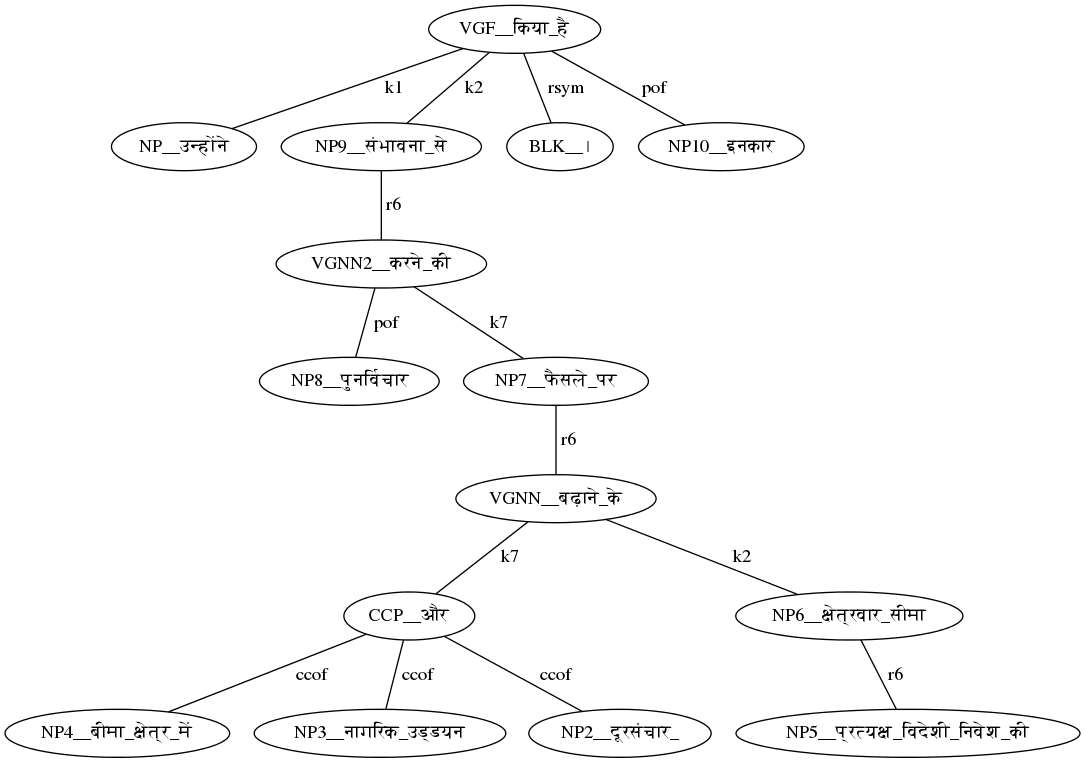 VGF__किया_है
k1 k2 rsym pof
NP__उन्होंने NP9__संभावना_से BLK__। NP10__इनकार
r6
VGNN2__करने_की
pof k7
NP8__पुनर्विचार NP7__फैसले_पर
r6
VGNN__बढ़ाने_के
k7 k2
CCP__और NP6__क्षेत्रवार_सीमा
ccof ccof ccof r6
NP4__बीमा_क्षेत्र_में NP3__नागरिक_उड्डयन NP2__दूरसंचार_ NP5__प्रत्यक्ष_विदेशी_निवेश_की